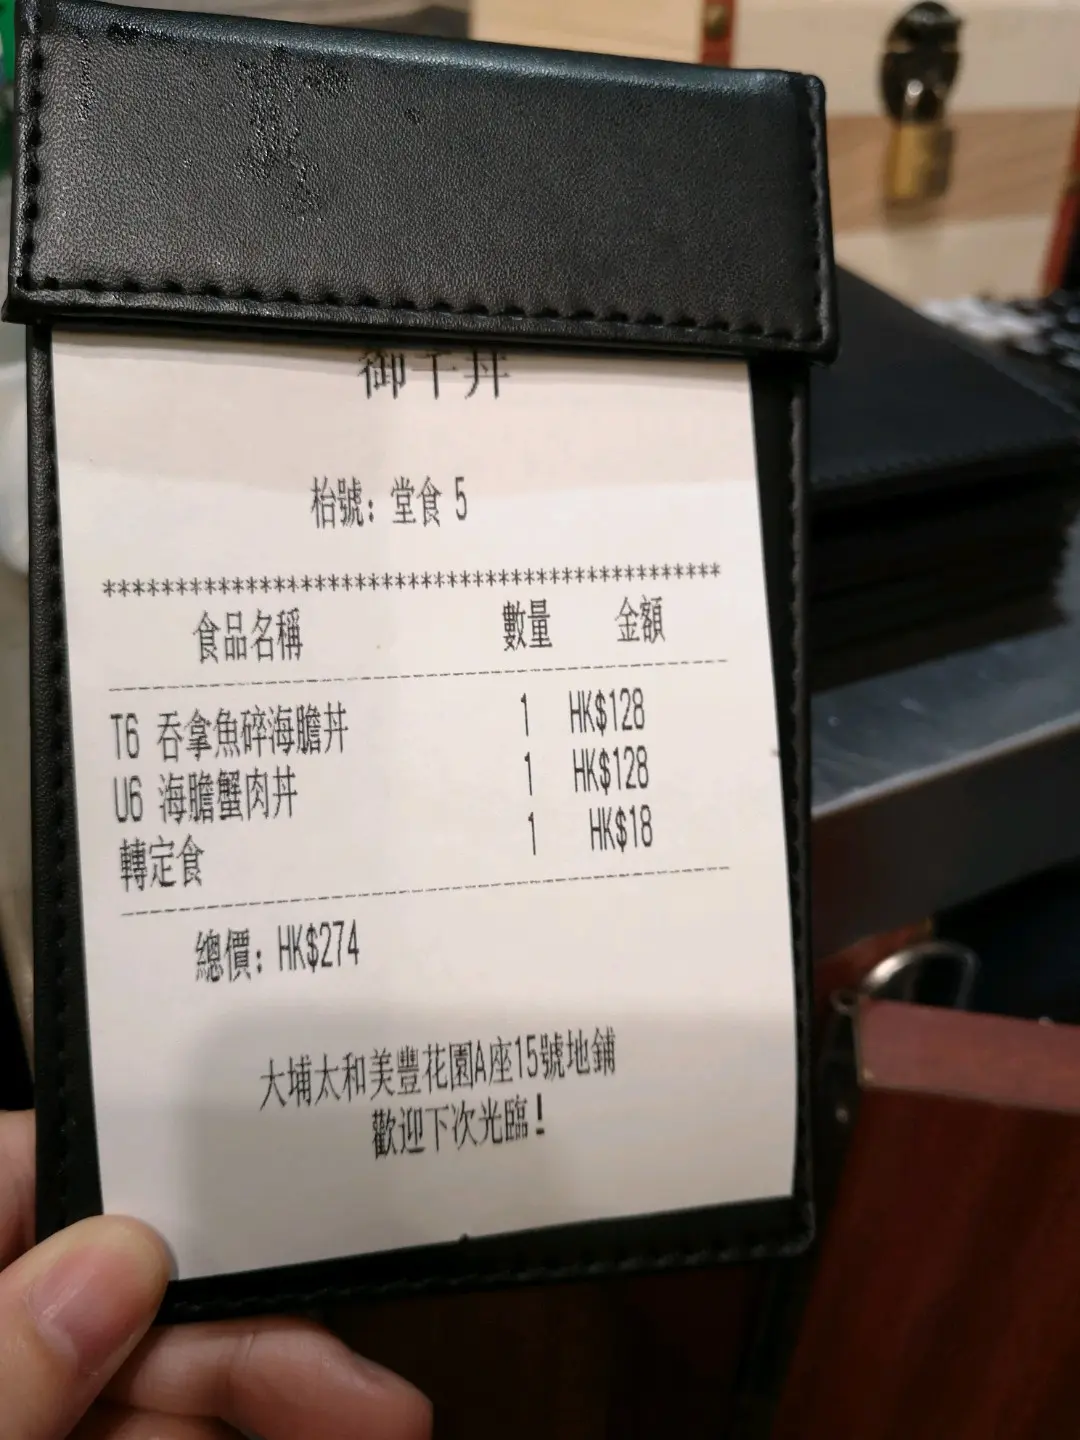 御千丼
枱號: 堂食 5
*******************************************
食品名稱 數量 金額
T6 吞拿魚碎海膽丼 1 HK$128
U6 海膽蟹肉丼 1 HK$128
轉定食 1 HK$18
總價: HK$274
大埔太和美豐花園A座15號地鋪
歡迎下次光臨!